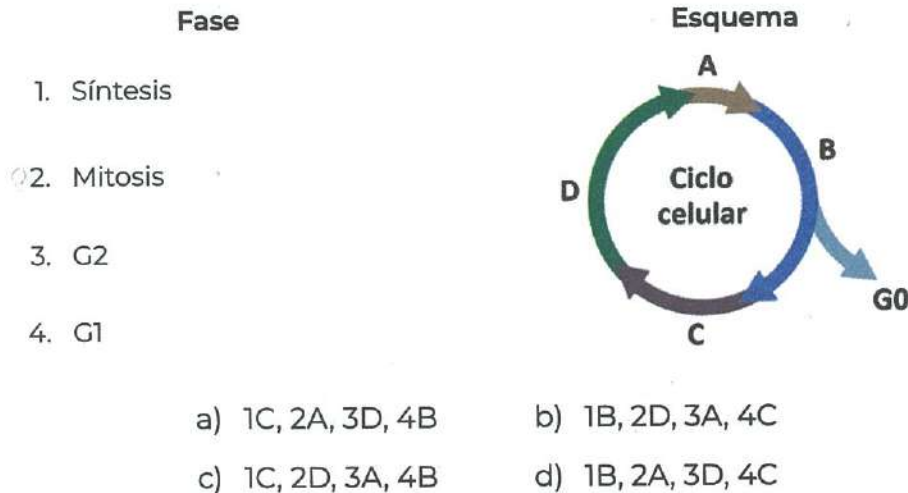 Fase
Esquema
1. Síntesis
2. Mitosis
3. G2
4. G1
A
B
Ciclo
celular
D
G0
C
a) 1C, 2A, 3D, 4B
b) 1B, 2D, 3A, 4C
c) 1C, 2D, 3A, 4B
d) 1B, 2A, 3D, 4C